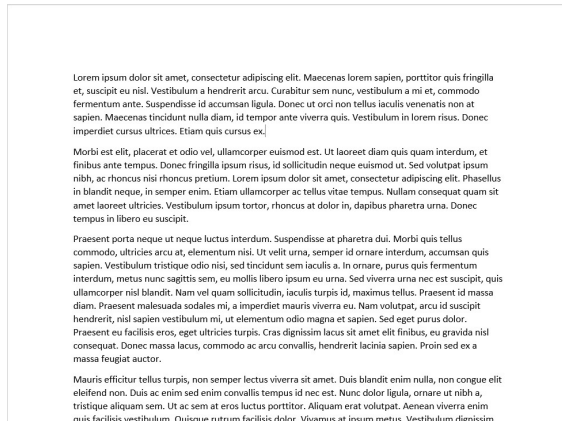 Lorem ipsum dolor sit amet, consectetur adipiscing elit. Maecenas lorem sapien, porttitor quis fringilla
et, suscipit eu nisl. Vestibulum a hendrerit arcu. Curabitur sem nunc, vestibulum a mi et, commodo
fermentum ante. Suspendisse id accumsan ligula. Donec ut orci non tellus iaculis venenatis non at
sapien. Maecenas tincidunt nulla diam, id tempor ante viverra quis. Vestibulum in lorem risus. Donec
imperdiet cursus ultrices. Etiam quis cursus ex.
Morbi est elit, placerat et odio vel, ullamcorper euismod est. Ut laoreet diam quis quam interdum, et
finibus ante tempus. Donec fringilla ipsum risus, id sollicitudin neque euismod ut. Sed volutpat ipsum
nibh, ac rhoncus nisi rhoncus pretium. Lorem ipsum dolor sit amet, consectetur adipiscing elit. Phasellus
in blandit neque, in semper enim. Etiam ullamcorper ac tellus vitae tempus. Nullam consequat quam sit
amet laoreet ultricies. Vestibulum ipsum tortor, rhoncus at dolor in, dapibus pharetra urna. Donec
tempus in libero eu suscipit.
Praesent porta neque ut neque luctus interdum. Suspendisse at pharetra dui. Morbi quis tellus
commodo, ultricies arcu at, elementum nisi. Ut velit urna, semper id ornare interdum, accumsan quis
sapien. Vestibulum tristique odio nisi, sed tincidunt sem iaculis a. In ornare, purus quis fermentum
interdum, metus nunc sagittis sem, eu mollis libero ipsum eu urna. Sed viverra urna nec est suscipit, quis
ullamcorper nisl blandit. Nam vel quam sollicitudin, iaculis turpis id, maximus tellus. Praesent id massa
diam. Praesent malesuada sodales mi, a imperdiet mauris viverra eu. Nam volutpat, arcu id suscipit
hendrerit, nisl sapien vestibulum mi, ut elementum odio magna et sapien. Sed eget purus dolor.
Praesent eu facilisis eros, eget ultricies turpis. Cras dignissim lacus sit amet elit finibus, eu gravida nisl
consequat. Donec massa lacus, commodo ac arcu convallis, hendrerit lacinia sapien. Proin sed ex a
massa feugiat auctor.
Mauris efficitur tellus turpis, non semper lectus viverra sit amet. Duis blandit enim nulla, non congue elit
eleifend non. Duis ac enim sed enim convallis tempus id nec est. Nunc dolor ligula, ornare ut nibh a,
tristique aliquam sem. Ut ac sem at eros luctus porttitor. Aliquam erat volutpat. Aenean viverra enim
quis facilisis vestibulum. Quisque rutrum facilisis dolor. Vivamus at ipsum metus. Vestibulum dignissim